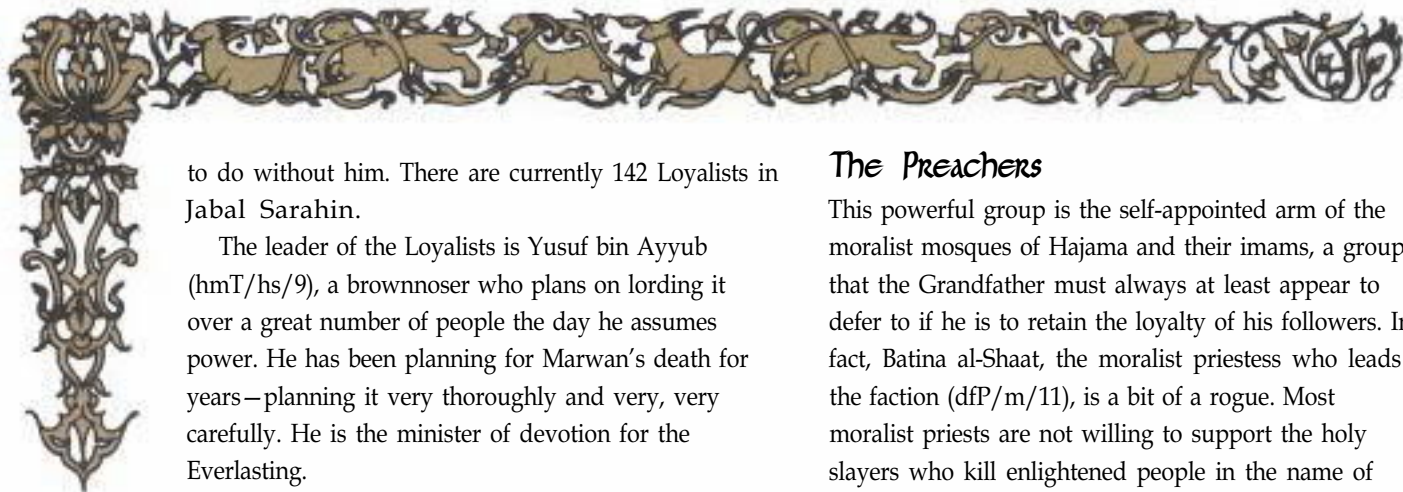 to do without him. There are currently 142 Loyalists in
Jabal Sarahin.
The leader of the Loyalists is Yusuf bin Ayyub
(hmT/hs/9), a brownnoser who plans on lording it
over a great number of people the day he assumes
power. He has been planning for Marwan's death for
years—planning it very thoroughly and very, very
carefully. He is the minister of devotion for the
Everlasting.
The Preachers
This powerful group is the self-appointed arm of the
moralist mosques of Hajama and their imams, a group
that the Grandfather must always at least appear to
defer to if he is to retain the loyalty of his followers. In
fact, Batina al-Shaat, the moralist priestess who leads
the faction (dfP/m/11), is a bit of a rogue. Most
moralist priests are not willing to support the holy
slayers who kill enlightened people in the name of